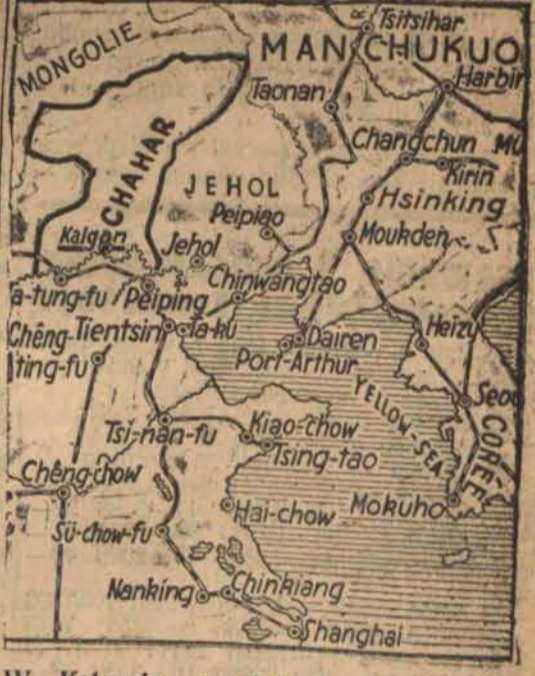 Tsitsihar
MANCHUKUO
MONGOLIE
Harbin
Taonan
Changchun
Kirin
CHAHAR
JEHOL
Hsinking
Peipiao
Moukden
Kalgan
Jehol
Chinwangtao
a-tung-fu
Peiping
Chêng-
ting-fu
Tientsin
Ta-ku
Dairen
Heizy
Port-Arthur
YELLOW-SEA
Seou
CORÉE
Tsi-nan-fu
Kiao-chow
Tsing-tao
Chêng-chow
Mokuho
Hai-chow
Sü-chow-fu
Nanking
Chinkiang
Shanghai